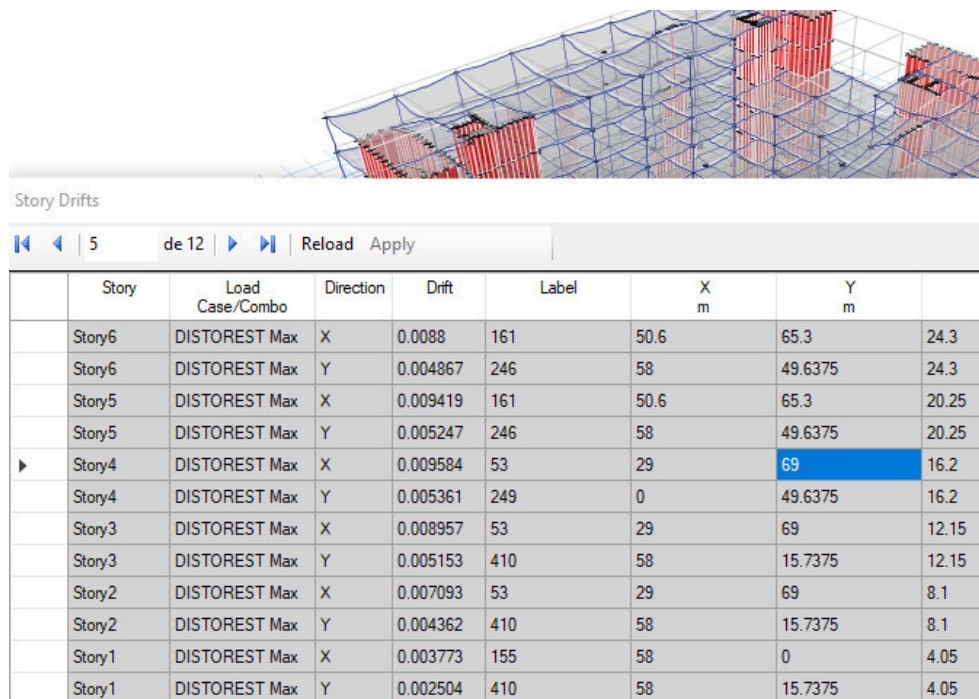 Story Drifts
5 de 12 Reload Apply
Story Load Case/Combo Direction Drift Label X m Y m
Story6 DISTOREST Max X 0.0088 161 50.6 65.3 24.3
Story6 DISTOREST Max Y 0.004867 246 58 49.6375 24.3
Story5 DISTOREST Max X 0.009419 161 50.6 65.3 20.25
Story5 DISTOREST Max Y 0.005247 246 58 49.6375 20.25
Story4 DISTOREST Max X 0.009584 53 29 69 16.2
Story4 DISTOREST Max Y 0.005361 249 0 49.6375 16.2
Story3 DISTOREST Max X 0.008957 53 29 69 12.15
Story3 DISTOREST Max Y 0.005153 410 58 15.7375 12.15
Story2 DISTOREST Max X 0.007093 53 29 69 8.1
Story2 DISTOREST Max Y 0.004362 410 58 15.7375 8.1
Story1 DISTOREST Max X 0.003773 155 58 0 4.05
Story1 DISTOREST Max Y 0.002504 410 58 15.7375 4.05